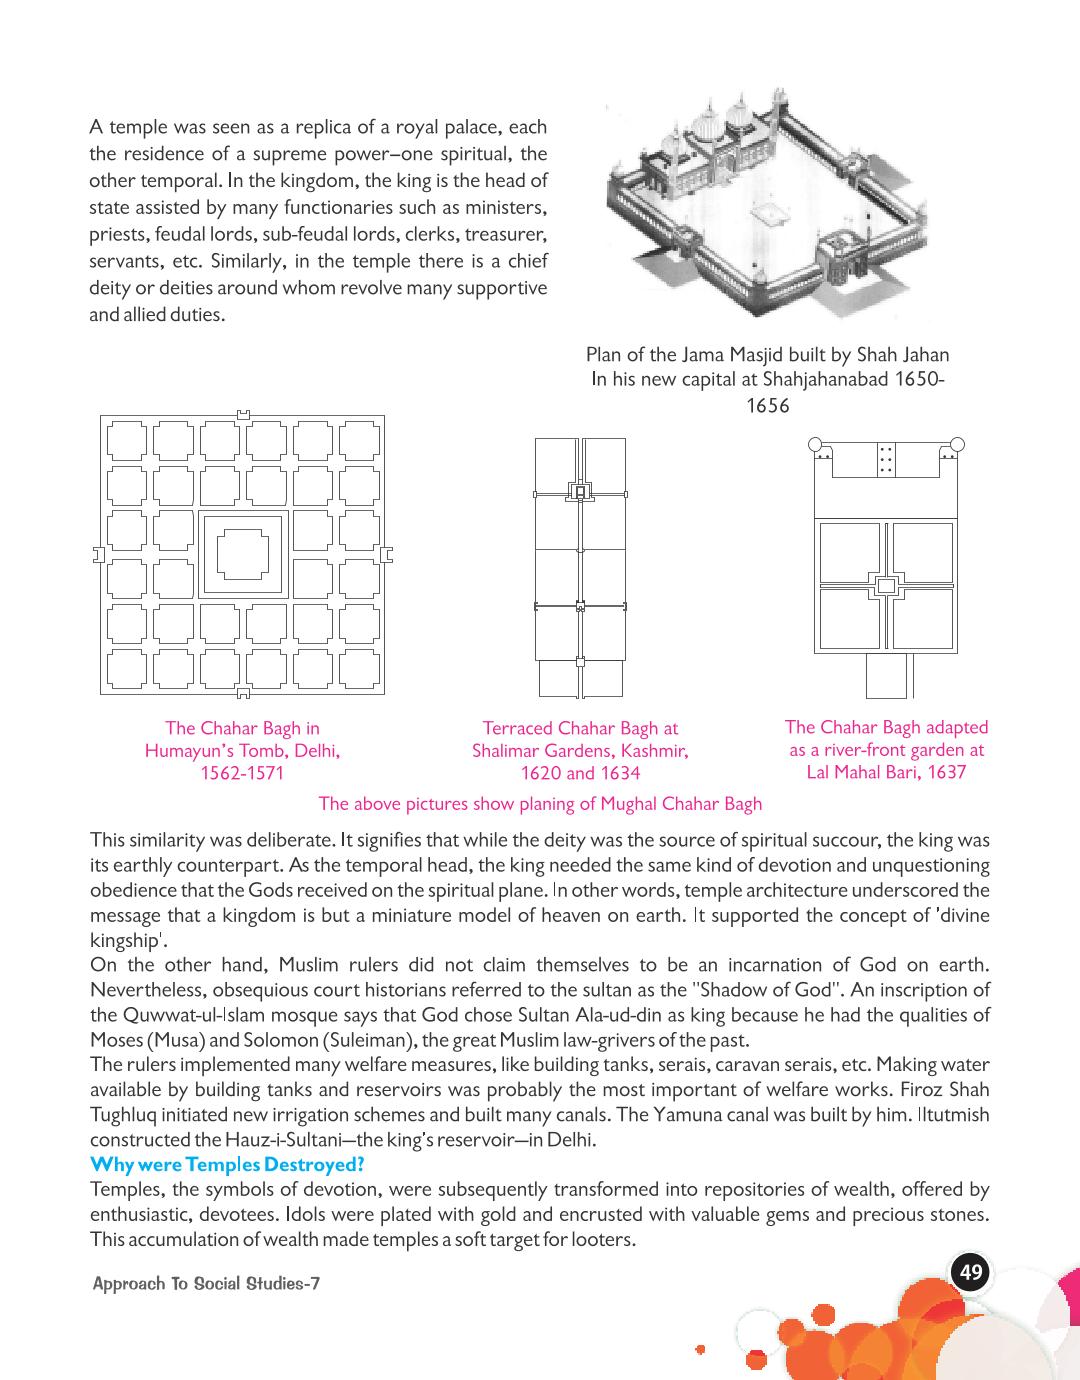 A temple was seen as a replica of a royal palace, each
the residence of a supreme power–one spiritual, the
other temporal. In the kingdom, the king is the head of
state assisted by many functionaries such as ministers,
priests, feudal lords, sub-feudal lords, clerks, treasurer,
servants, etc. Similarly, in the temple there is a chief
deity or deities around whom revolve many supportive
and allied duties.
Plan of the Jama Masjid built by Shah Jahan
In his new capital at Shahjahanabad 1650-
1656
The Chahar Bagh in
Humayun's Tomb, Delhi,
1562-1571
Terraced Chahar Bagh at
Shalimar Gardens, Kashmir,
1620 and 1634
The Chahar Bagh adapted
as a river-front garden at
Lal Mahal Bari, 1637
The above pictures show planing of Mughal Chahar Bagh
This similarity was deliberate. It signifies that while the deity was the source of spiritual succour, the king was
its earthly counterpart. As the temporal head, the king needed the same kind of devotion and unquestioning
obedience that the Gods received on the spiritual plane. In other words, temple architecture underscored the
message that a kingdom is but a miniature model of heaven on earth. It supported the concept of 'divine
kingship'.
On the other hand, Muslim rulers did not claim themselves to be an incarnation of God on earth.
Nevertheless, obsequious court historians referred to the sultan as the "Shadow of God". An inscription of
the Quwwat-ul-Islam mosque says that God chose Sultan Ala-ud-din as king because he had the qualities of
Moses (Musa) and Solomon (Suleiman), the great Muslim law-grivers of the past.
The rulers implemented many welfare measures, like building tanks, serais, caravan serais, etc. Making water
available by building tanks and reservoirs was probably the most important of welfare works. Firoz Shah
Tughluq initiated new irrigation schemes and built many canals. The Yamuna canal was built by him. Iltutmish
constructed the Hauz-i-Sultani—the king's reservoir—in Delhi.
Why were Temples Destroyed?
Temples, the symbols of devotion, were subsequently transformed into repositories of wealth, offered by
enthusiastic, devotees. Idols were plated with gold and encrusted with valuable gems and precious stones.
This accumulation of wealth made temples a soft target for looters.
Approach To Social Studies-7
49